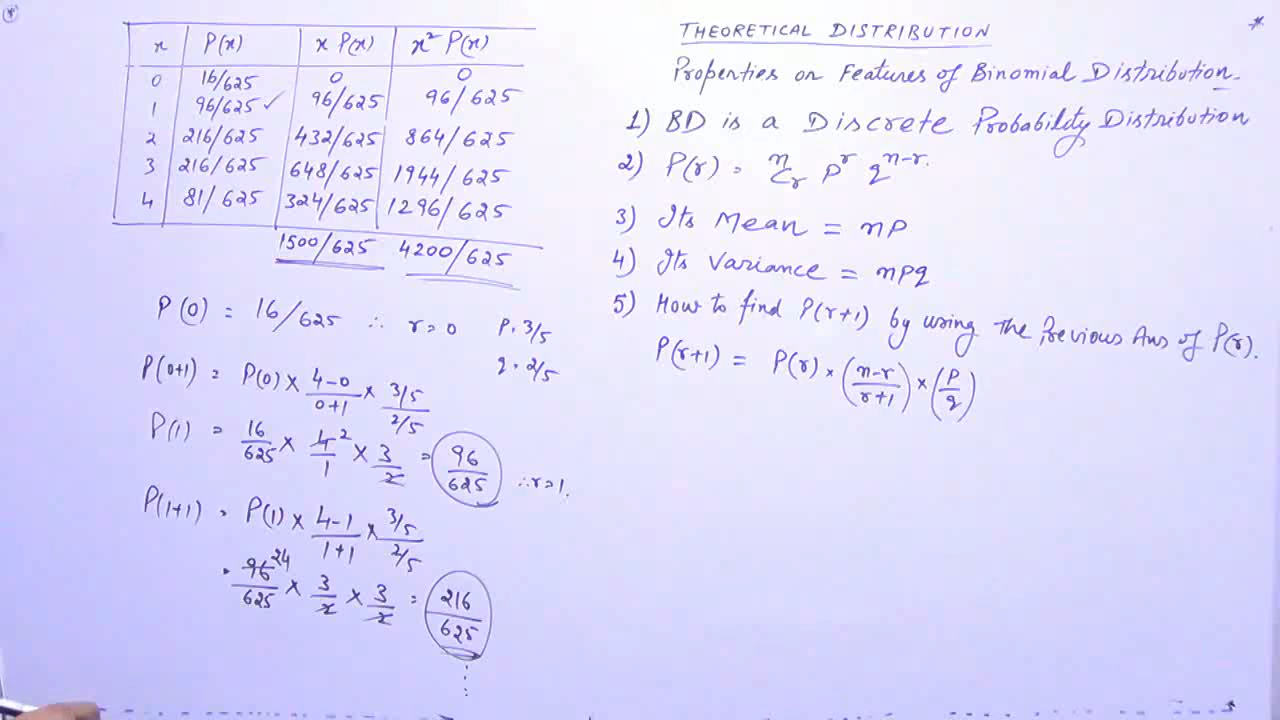 x P(x) x P(x) x² P(x)
0 16/625 0 0
1 96/625 ✓ 96/625 96/625
2 216/625 432/625 864/625
3 216/625 648/625 1944/625
4 81/625 324/625 1296/625
1500/625 4200/625
P(0) = 16/625 ∴ r=0 p. 3/5
q. 2/5
P(0+1) = P(0) × (4-0)/(0+1) × (3/5)/(2/5)
P(1) = 16/625 × 4/1 2 × 3/2 = 96/625 ∴ r=1.
P(1+1) = P(1) × (4-1)/(1+1) × (3/5)/(2/5)
= 96/625 24 × 3/2 × 3/2 = 216/625
THEORETICAL DISTRIBUTION
Properties or Features of Binomial Distribution.
1) BD is a Discrete Probability Distribution
2) P(r) = nCr p^r q^(n-r).
3) Its Mean = np
4) Its Variance = npq
5) How to find P(r+1) by using the Previous Ans of P(r).
P(r+1) = P(r) × ((n-r)/(r+1)) × (p/q)